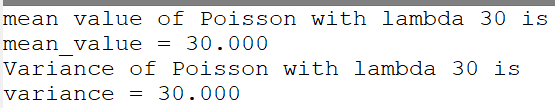 mean value of Poisson with lambda 30 is
mean_value = 30.000
Variance of Poisson with lambda 30 is
variance = 30.000